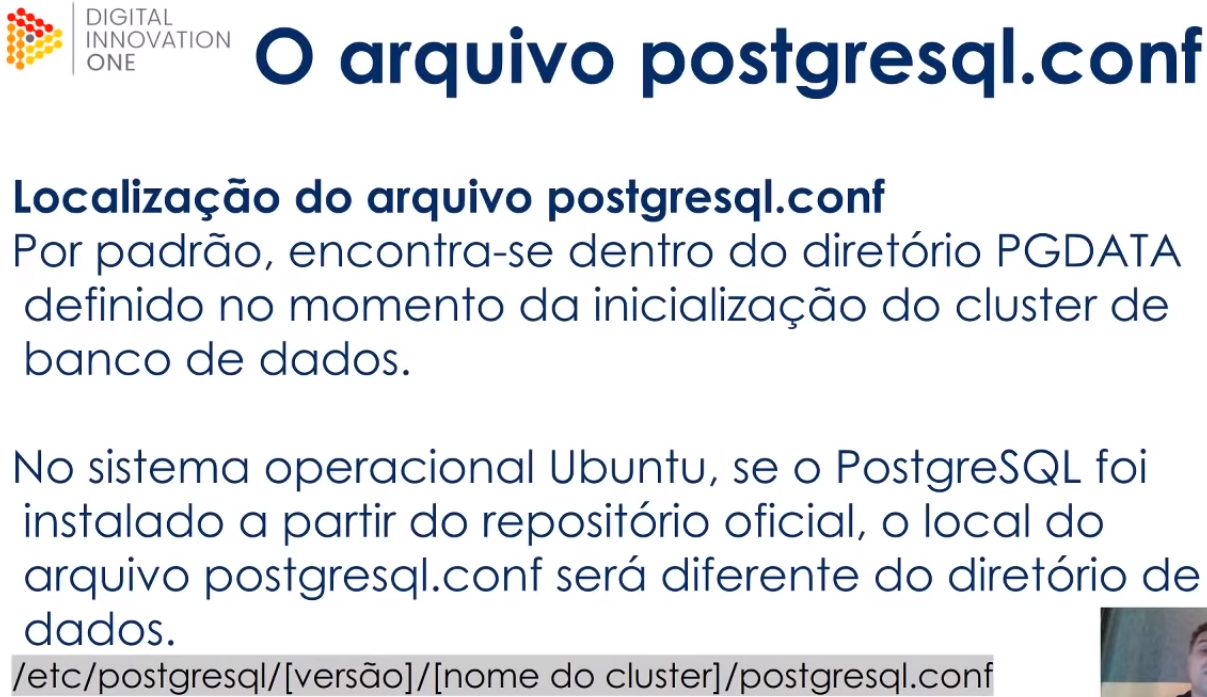 DIGITAL
INNOVATION
ONE
O arquivo postgresql.conf
Localização do arquivo postgresql.conf
Por padrão, encontra-se dentro do diretório PGDATA
definido no momento da inicialização do cluster de
banco de dados.
No sistema operacional Ubuntu, se o PostgreSQL foi
instalado a partir do repositório oficial, o local do
arquivo postgresql.conf será diferente do diretório de
dados.
/etc/postgresql/[versão]/[nome do cluster]/postgresql.conf